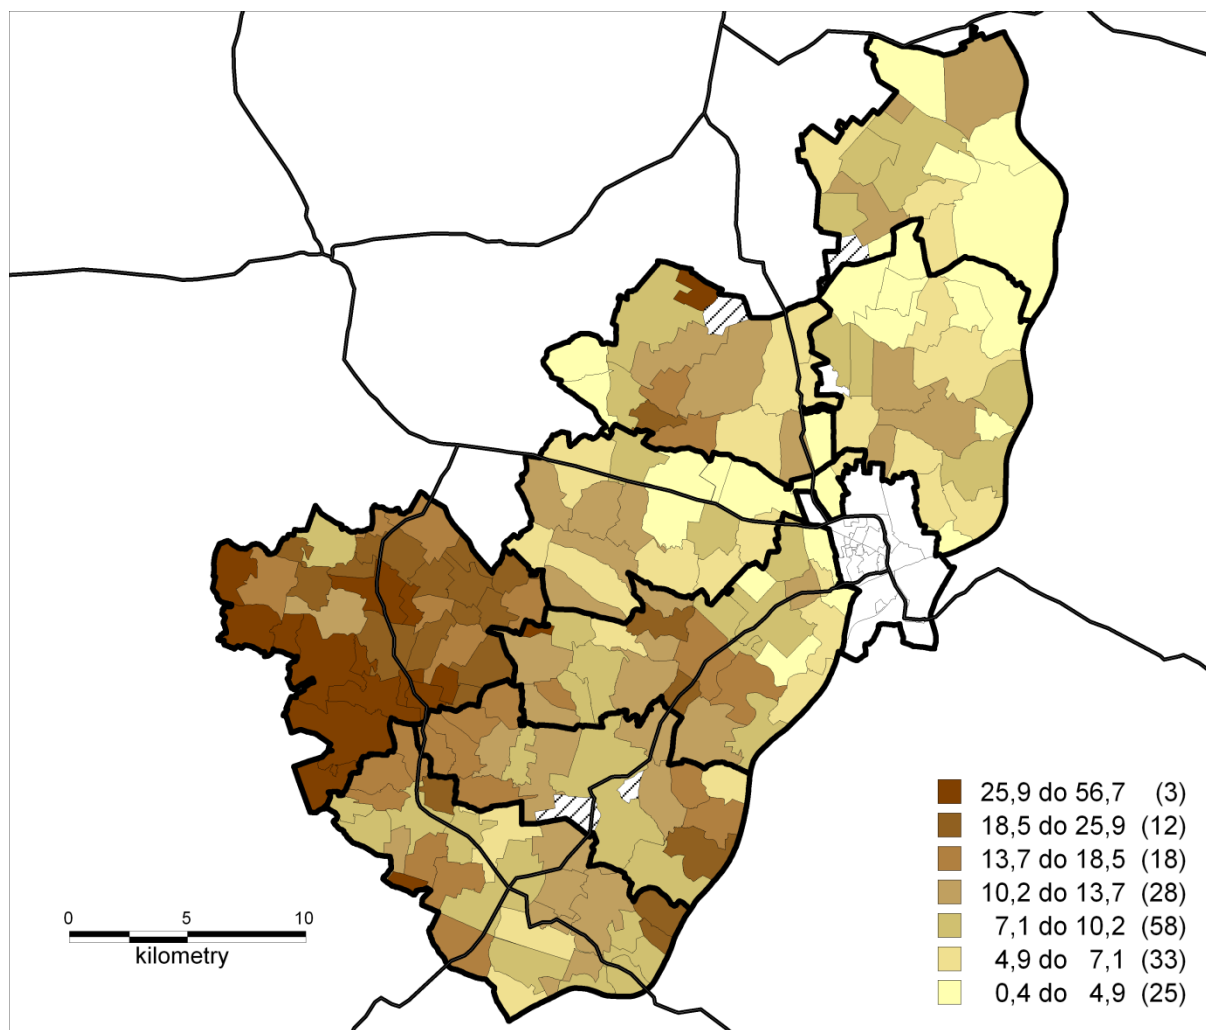 25,9 do 56,7 (3)
18,5 do 25,9 (12)
13,7 do 18,5 (18)
10,2 do 13,7 (28)
7,1 do 10,2 (58)
4,9 do 7,1 (33)
0,4 do 4,9 (25)
0 5 10
kilometry